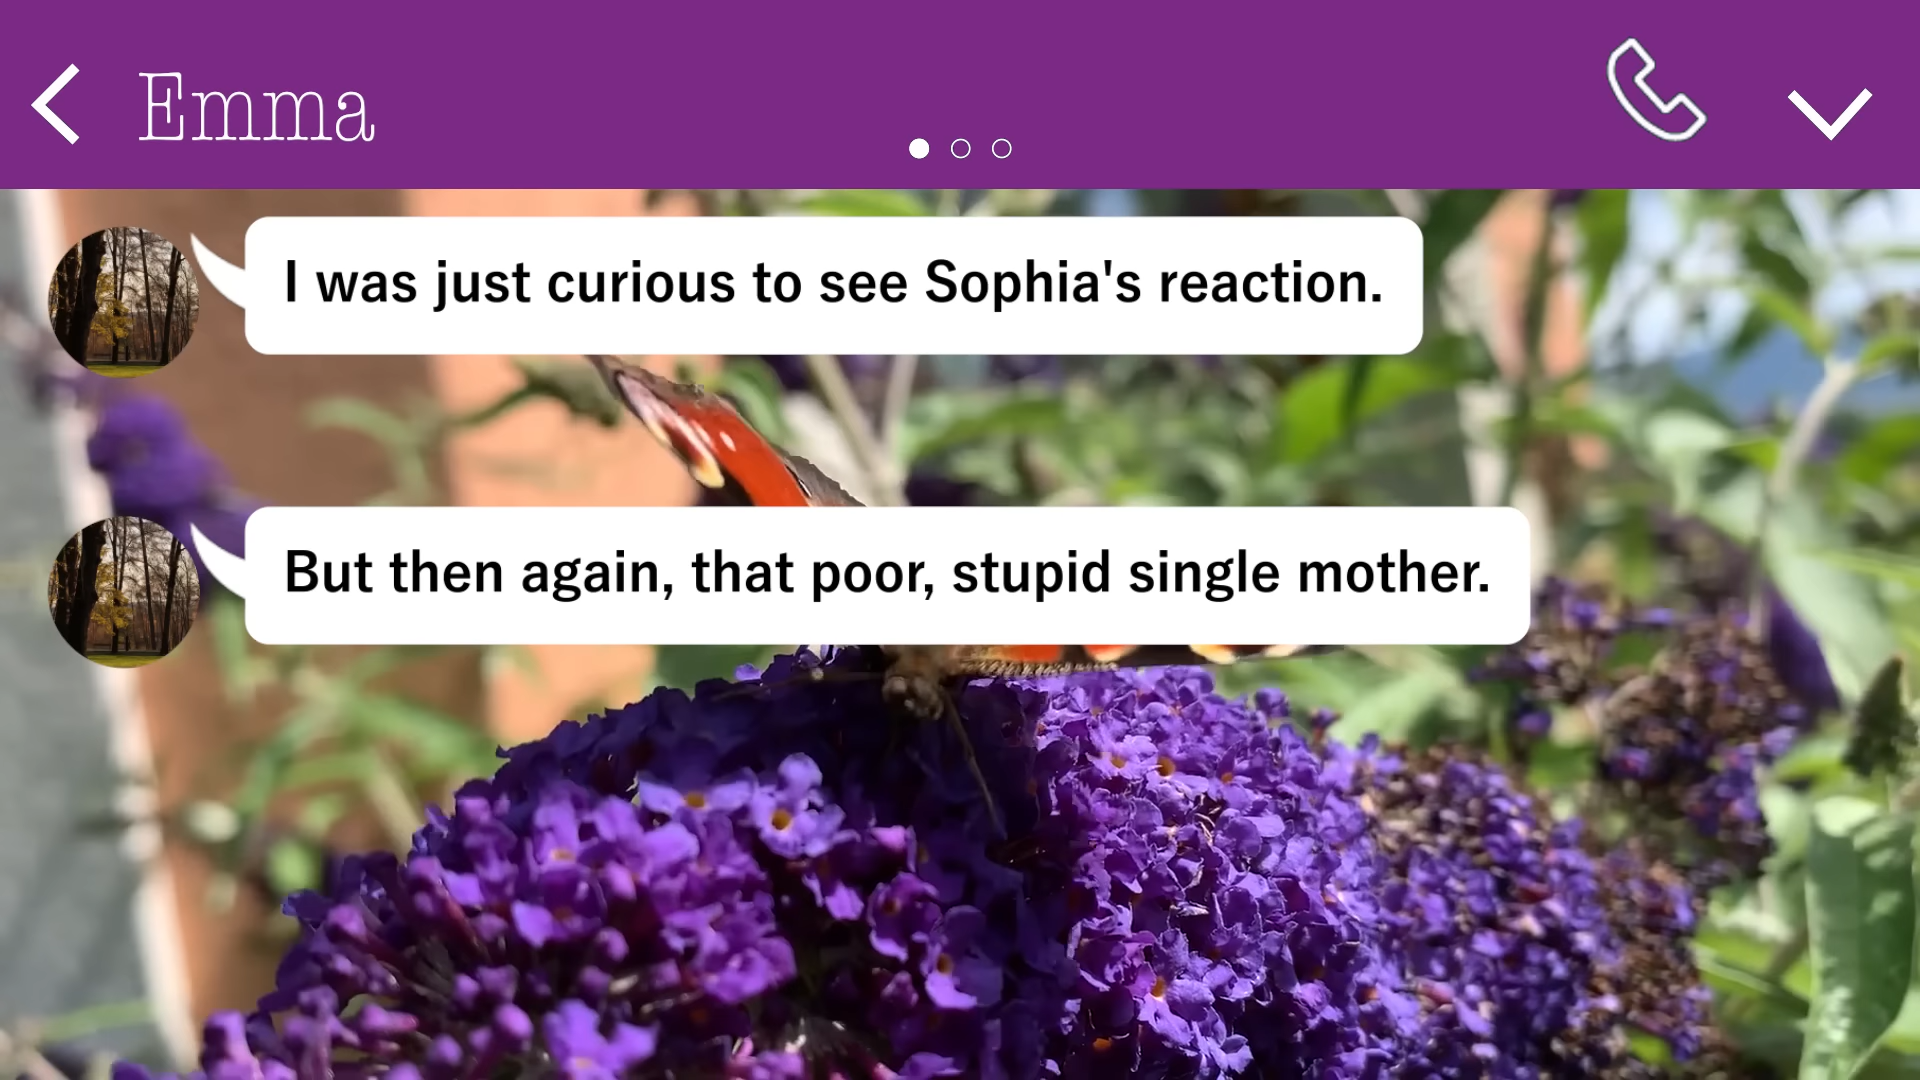 Emma
I was just curious to see Sophia's reaction.
But then again, that poor, stupid single mother.